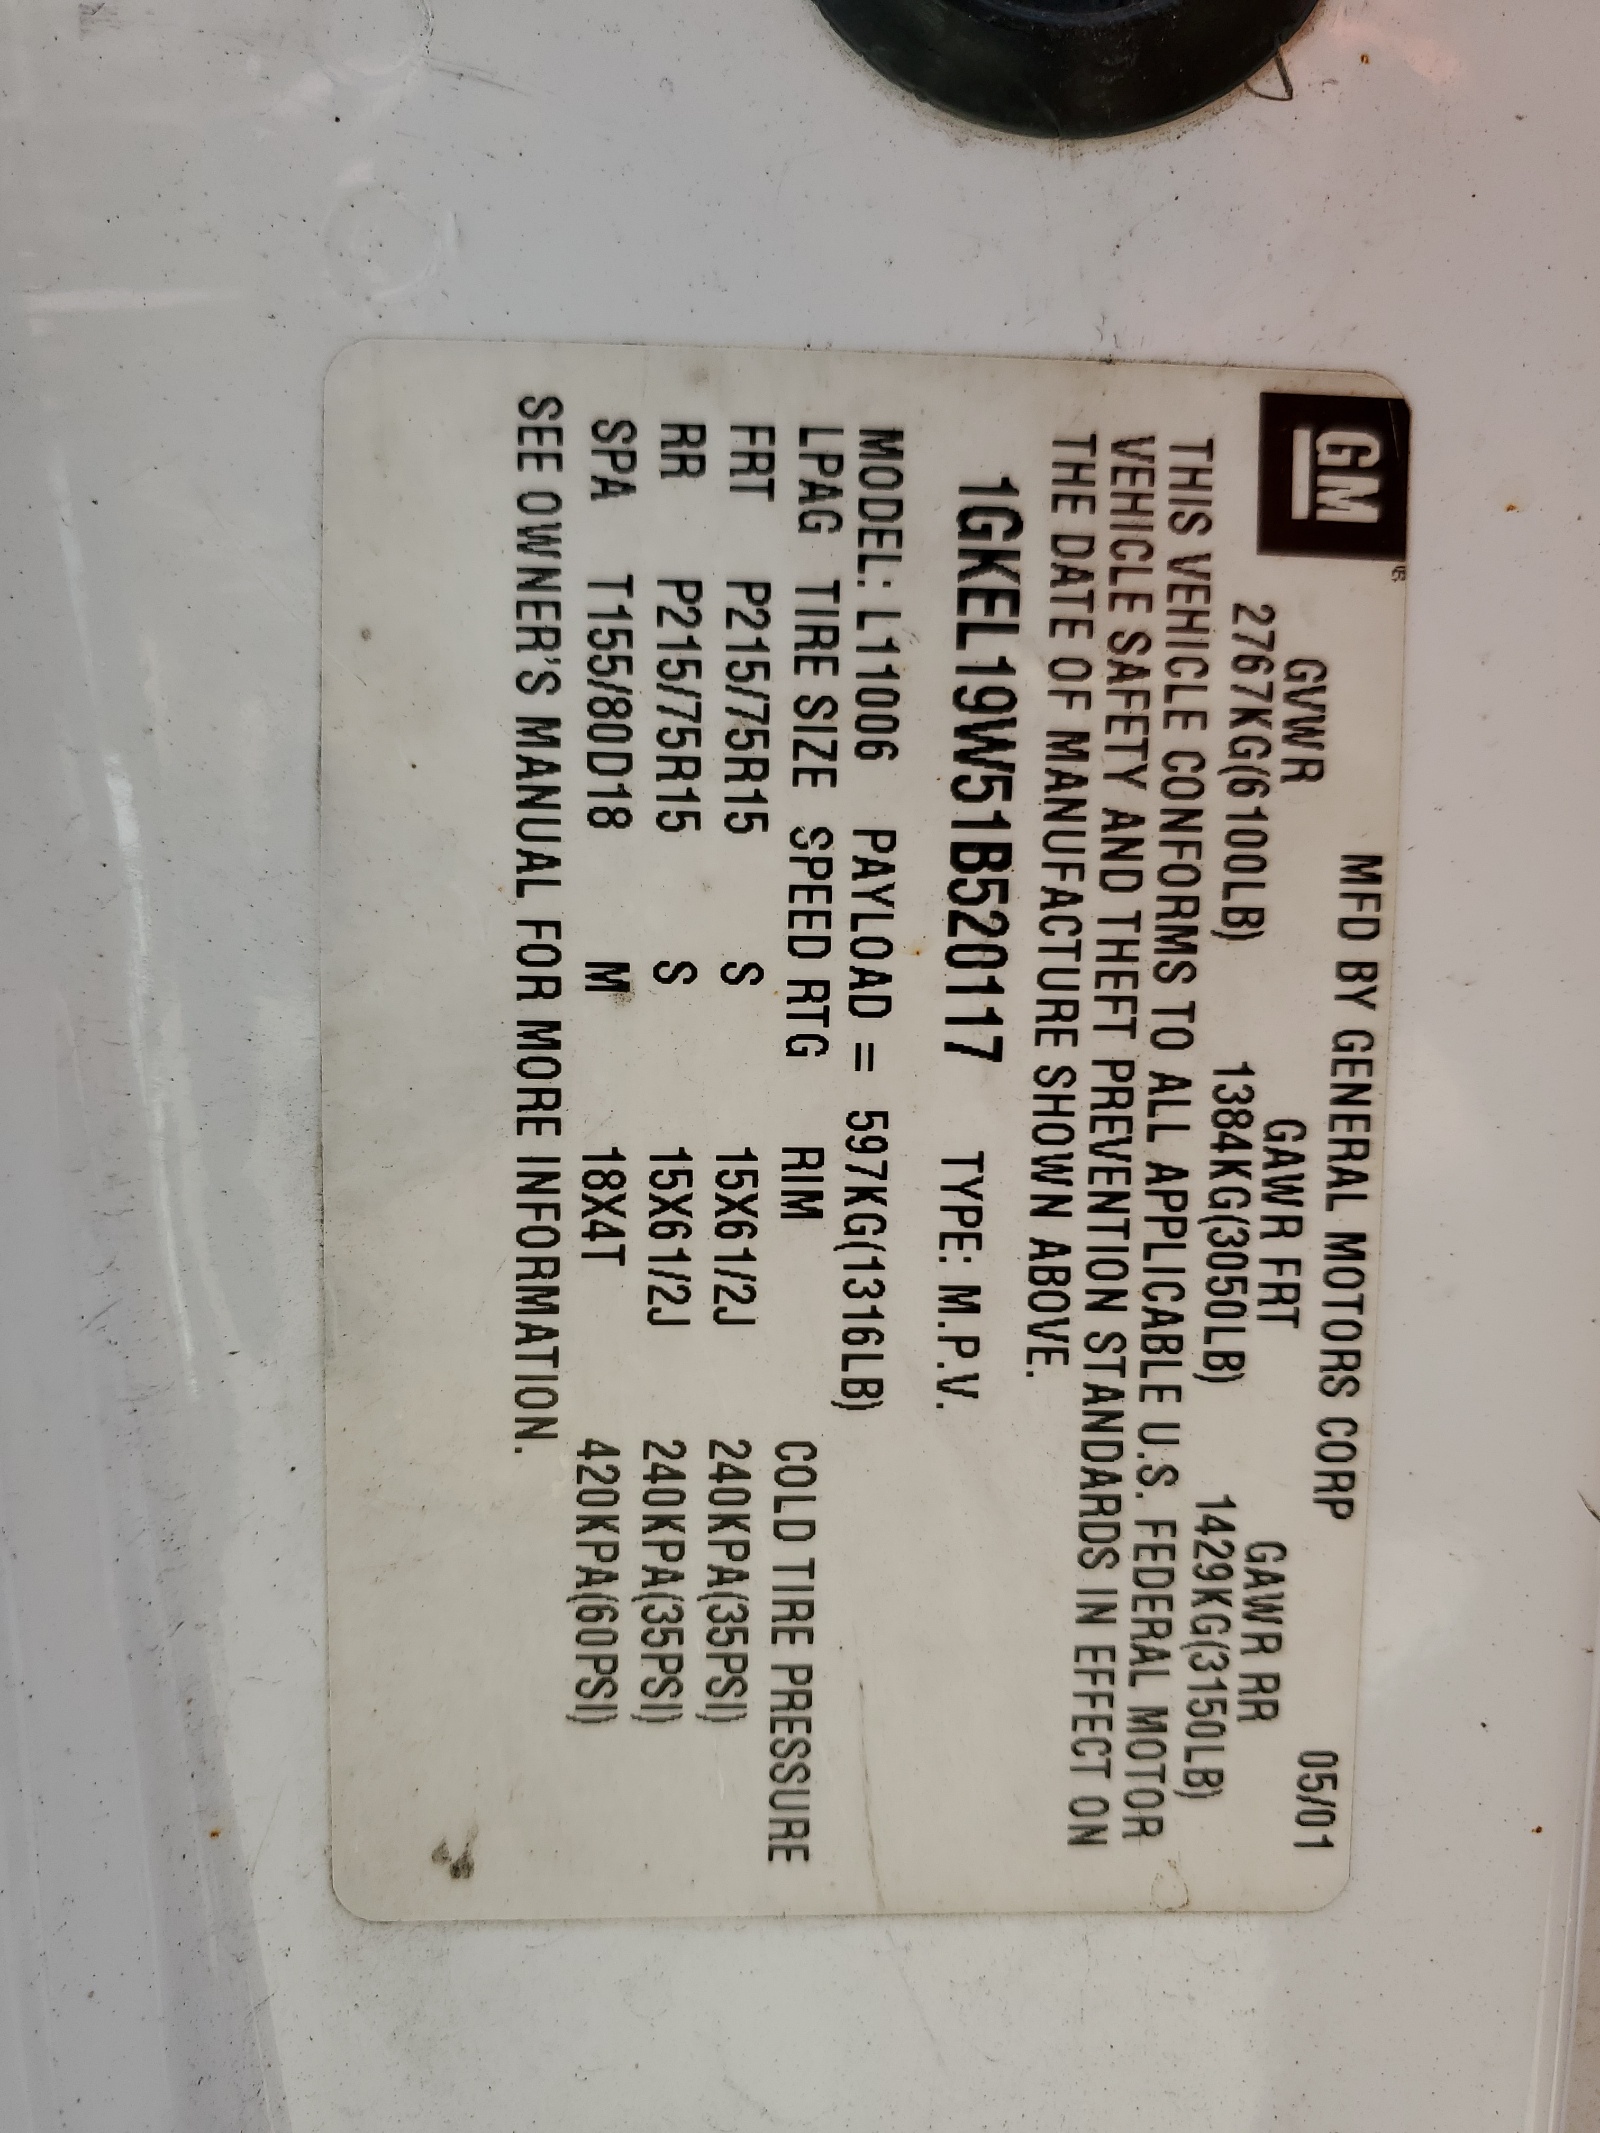 GM
MFD BY GENERAL MOTORS CORP 05/01
GVWR GAWR FRT GAWR RR
2767KG(6100LB) 1384KG(3050LB) 1429KG(3150LB)
THIS VEHICLE CONFORMS TO ALL APPLICABLE U.S. FEDERAL MOTOR
VEHICLE SAFETY AND THEFT PREVENTION STANDARDS IN EFFECT ON
THE DATE OF MANUFACTURE SHOWN ABOVE.
1GKEL19W51B520117 TYPE: M.P.V.
MODEL: L11006 PAYLOAD = 597KG(1316LB)
LPAG TIRE SIZE SPEED RTG RIM COLD TIRE PRESSURE
FRT P215/75R15 S 15X61/2J 240KPA(35PSI)
RR P215/75R15 S 15X61/2J 240KPA(35PSI)
SPA T155/80D18 M 18X4T 420KPA(60PSI)
SEE OWNER'S MANUAL FOR MORE INFORMATION.